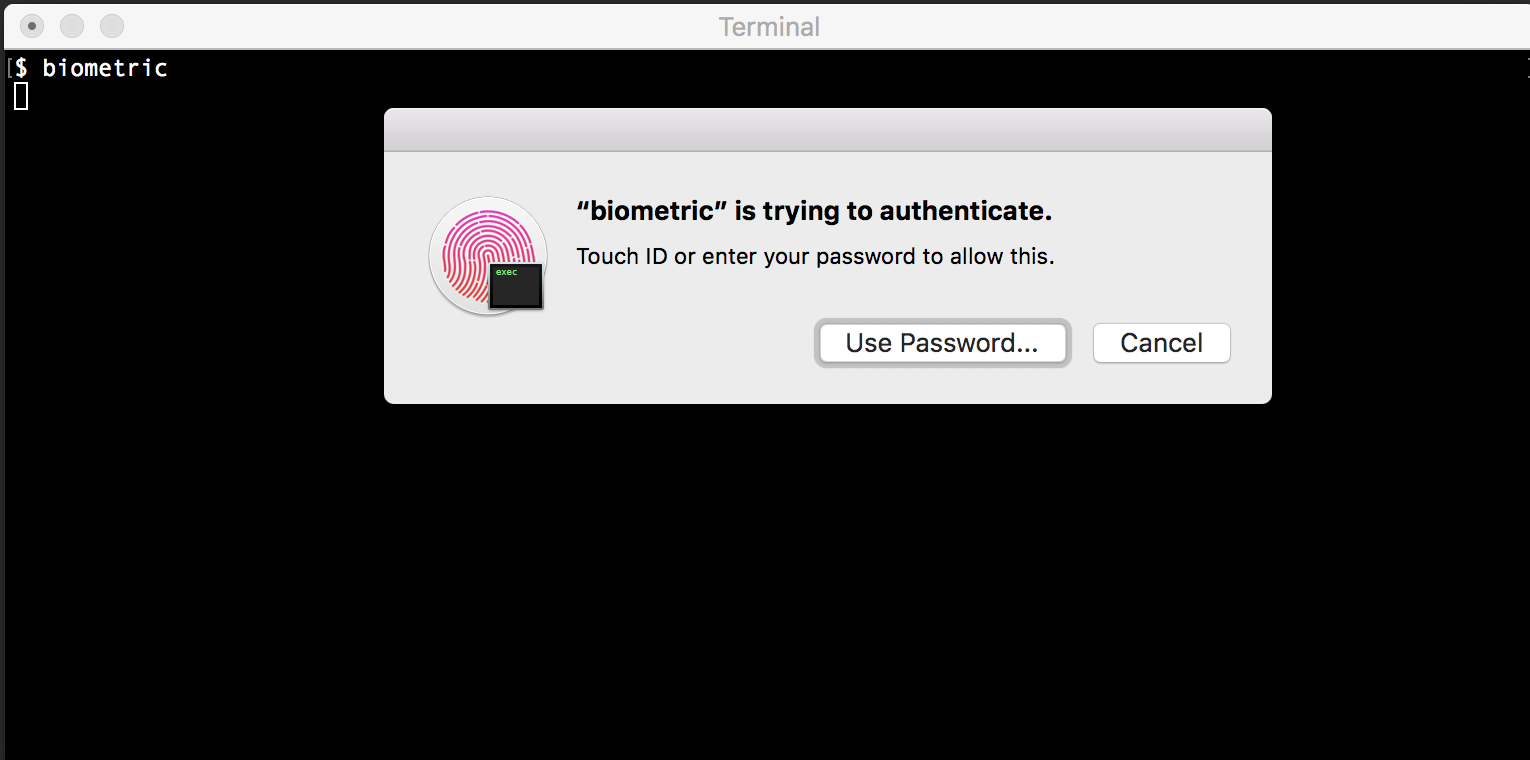 Terminal
[$ biometric
“biometric” is trying to authenticate.
Touch ID or enter your password to allow this.
exec
Use Password...
Cancel